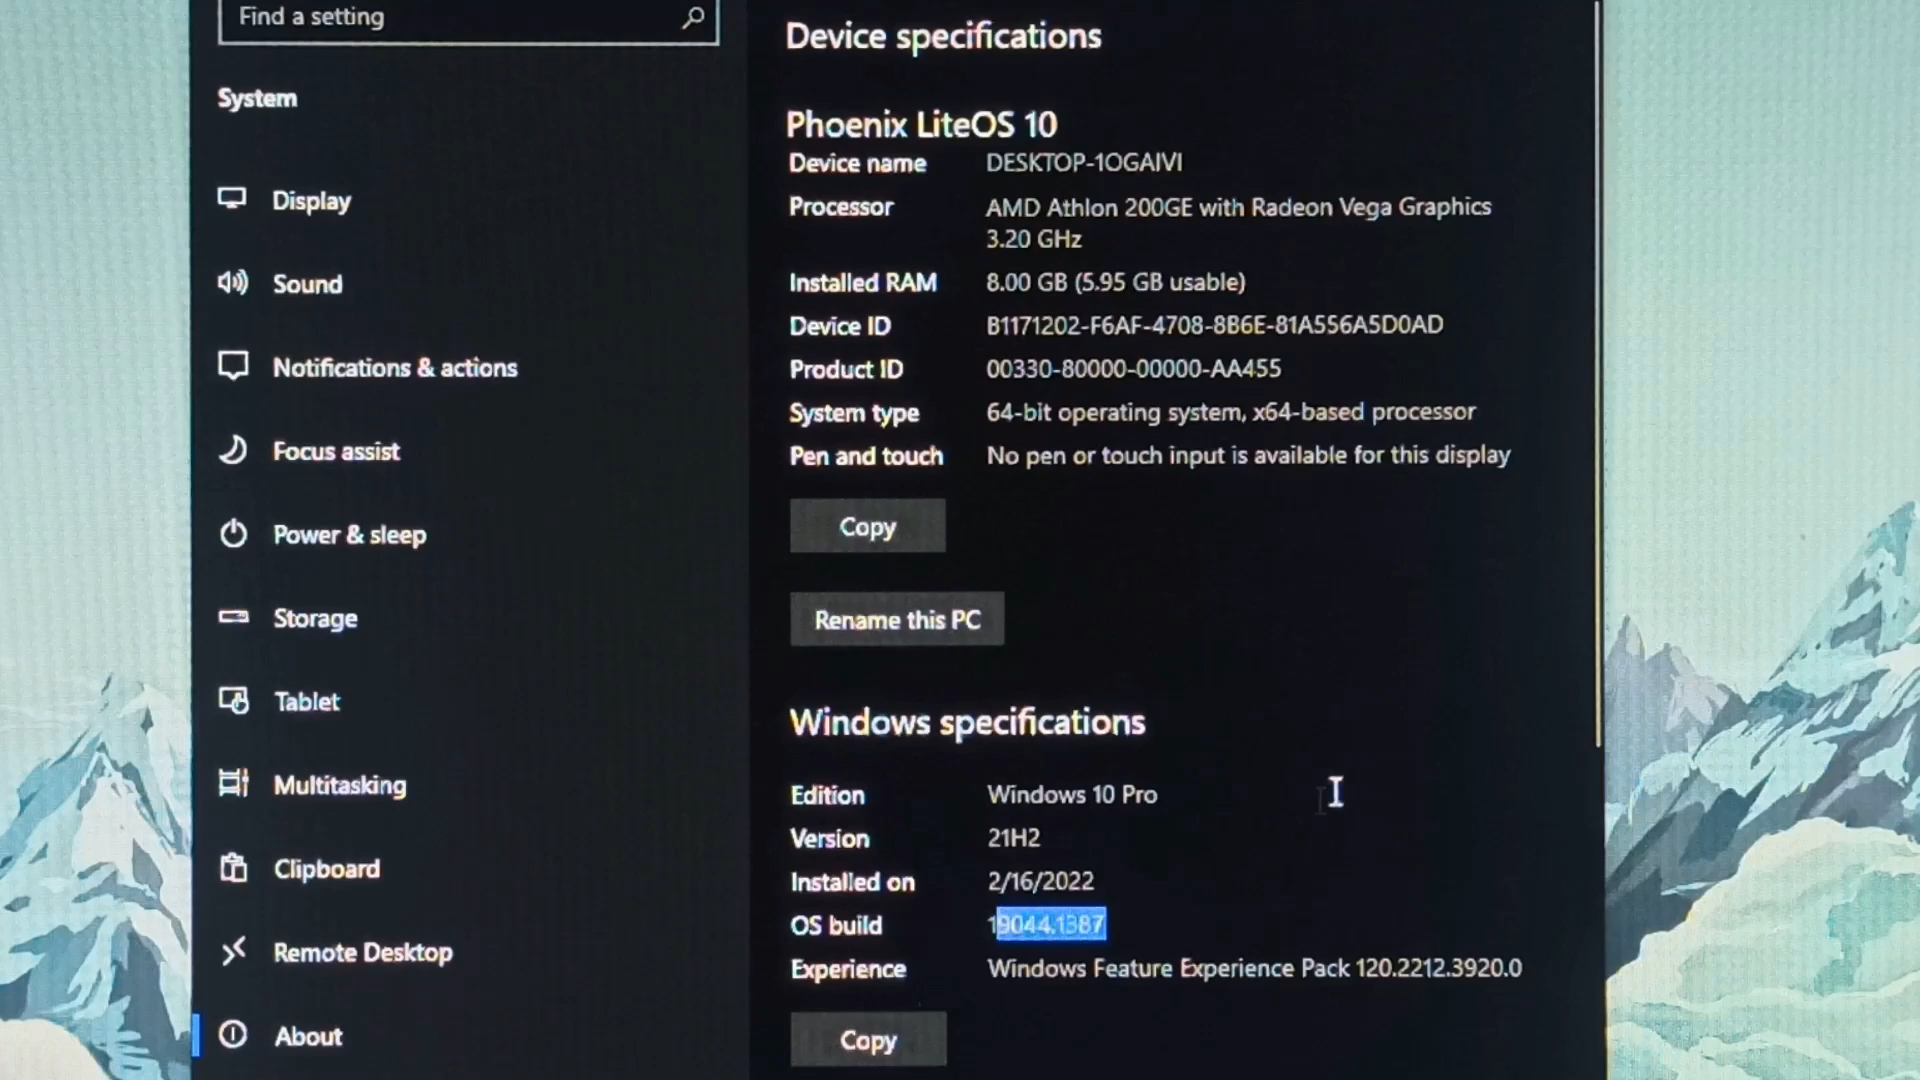 Find a setting
System
Display
Sound
Notifications & actions
Focus assist
Power & sleep
Storage
Tablet
Multitasking
Clipboard
Remote Desktop
About
Device specifications
Phoenix LiteOS 10
Device name DESKTOP-1OGAIVI
Processor AMD Athlon 200GE with Radeon Vega Graphics
3.20 GHz
Installed RAM 8.00 GB (5.95 GB usable)
Device ID B1171202-F6AF-4708-8B6E-81A556A5D0AD
Product ID 00330-80000-00000-AA455
System type 64-bit operating system, x64-based processor
Pen and touch No pen or touch input is available for this display
Copy
Rename this PC
Windows specifications
Edition Windows 10 Pro
Version 21H2
Installed on 2/16/2022
OS build 19044.1387
Experience Windows Feature Experience Pack 120.2212.3920.0
Copy